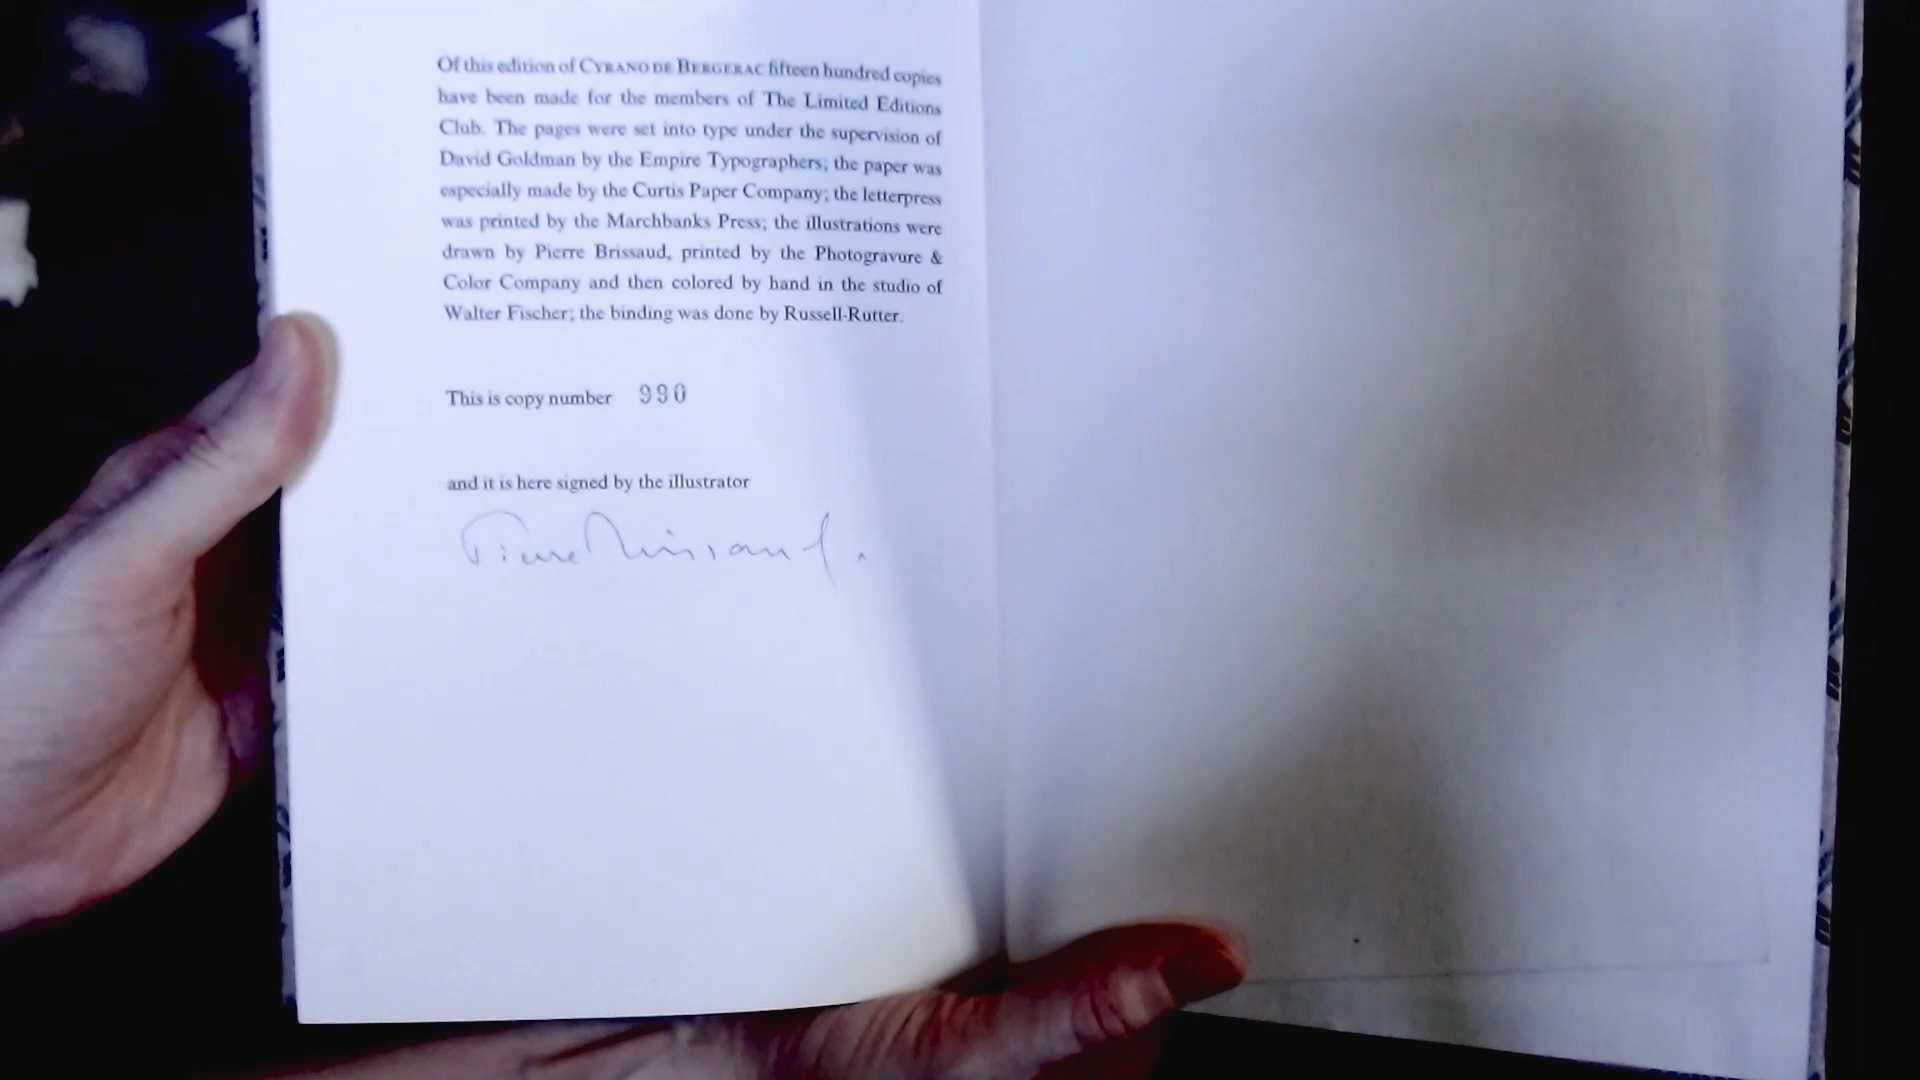 Of this edition of CYRANO DE BERGERAC fifteen hundred copies
have been made for the members of The Limited Editions
Club. The pages were set into type under the supervision of
David Goldman by the Empire Typographers; the paper was
especially made by the Curtis Paper Company; the letterpress
was printed by the Marchbanks Press; the illustrations were
drawn by Pierre Brissaud, printed by the Photogravure &
Color Company and then colored by hand in the studio of
Walter Fischer; the binding was done by Russell-Rutter.
This is copy number 990
and it is here signed by the illustrator
Pierre Brissaud.